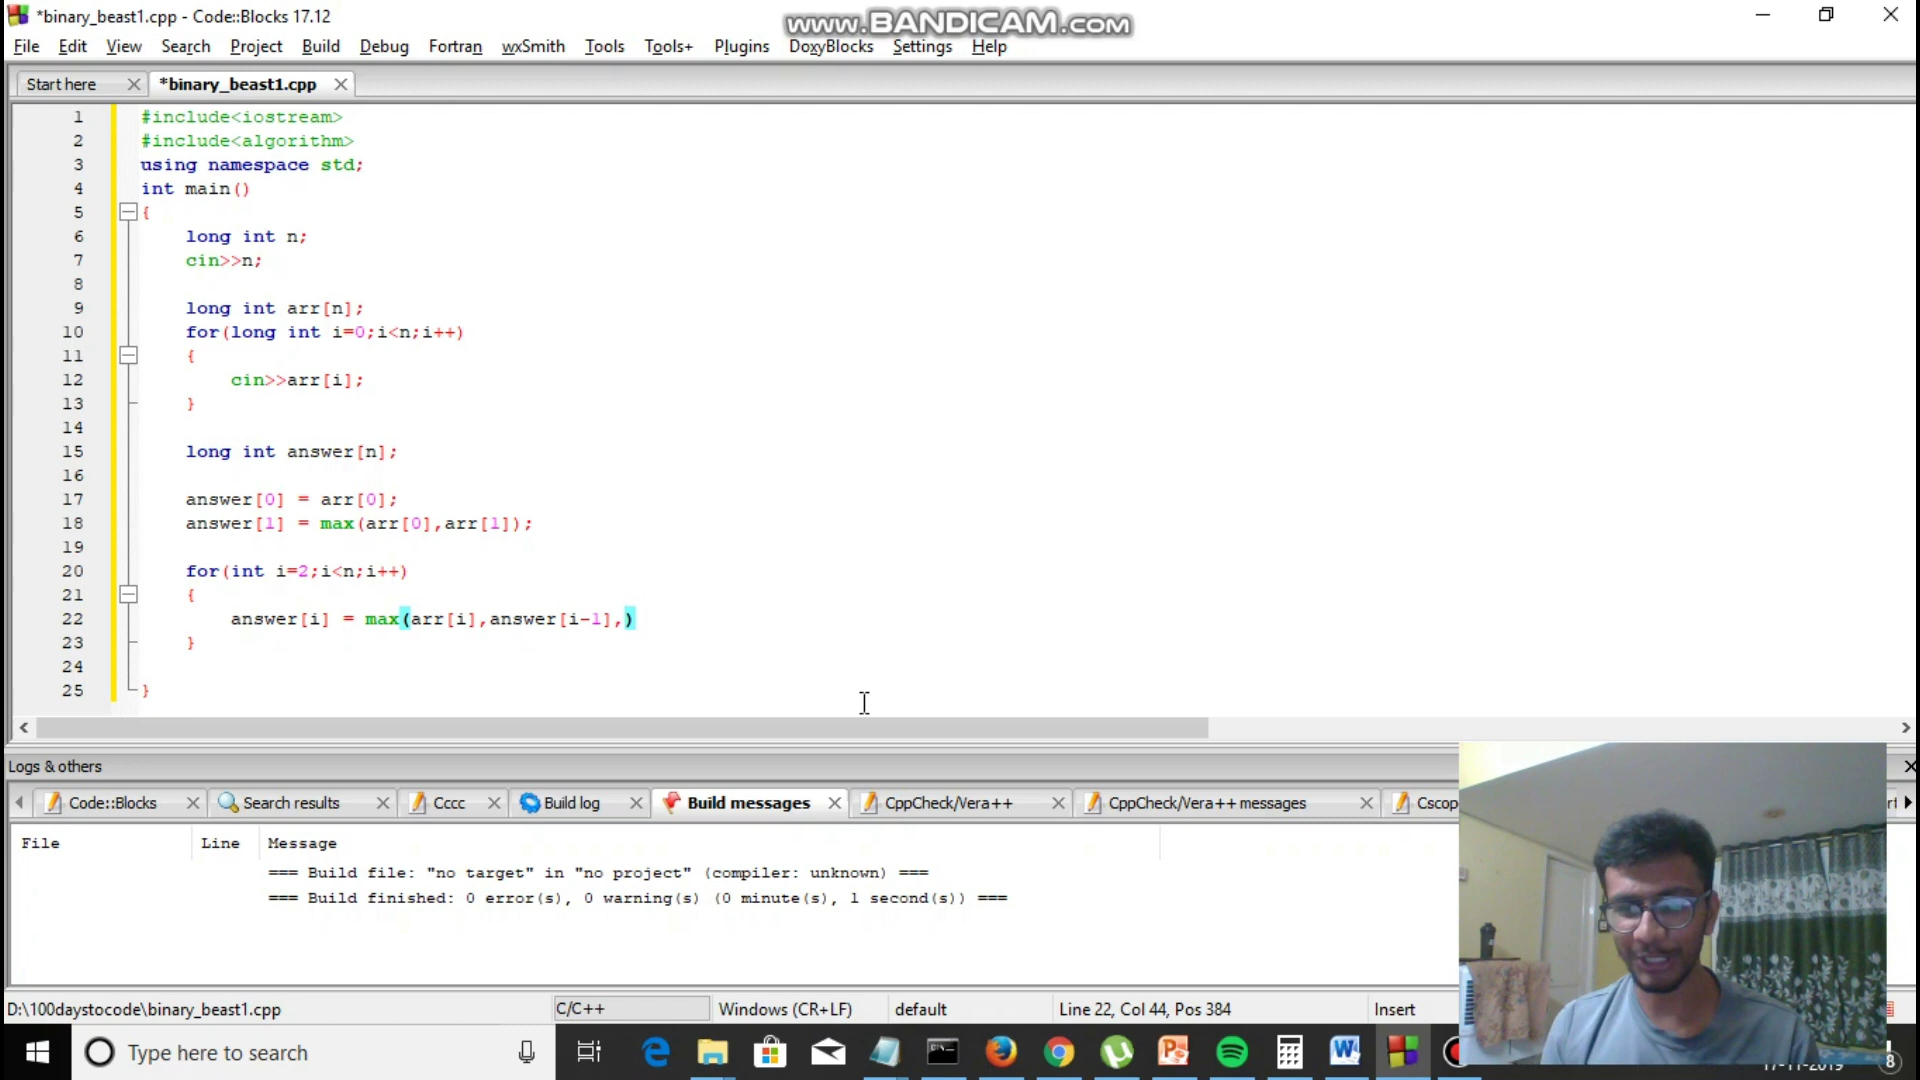 *binary_beast1.cpp - Code::Blocks 17.12
www.BANDICAM.com
File Edit View Search Project Build Debug Fortran wxSmith Tools Tools+ Plugins DoxyBlocks Settings Help
Start here *binary_beast1.cpp
1 #include<iostream>
2 #include<algorithm>
3 using namespace std;
4 int main()
5 {
6 long int n;
7 cin>>n;
8
9 long int arr[n];
10 for(long int i=0;i<n;i++)
11 {
12 cin>>arr[i];
13 }
14
15 long int answer[n];
16
17 answer[0] = arr[0];
18 answer[1] = max(arr[0],arr[1]);
19
20 for(int i=2;i<n;i++)
21 {
22 answer[i] = max(arr[i],answer[i-1],)
23 }
24
25 }
Logs & others
Code::Blocks Search results Cccc Build log Build messages CppCheck/Vera++ CppCheck/Vera++ messages Cscop
File Line Message
=== Build file: "no target" in "no project" (compiler: unknown) ===
=== Build finished: 0 error(s), 0 warning(s) (0 minute(s), 1 second(s)) ===
D:\100daystocode\binary_beast1.cpp C/C++ Windows (CR+LF) default Line 22, Col 44, Pos 384 Insert
Type here to search
17-11-2019
8